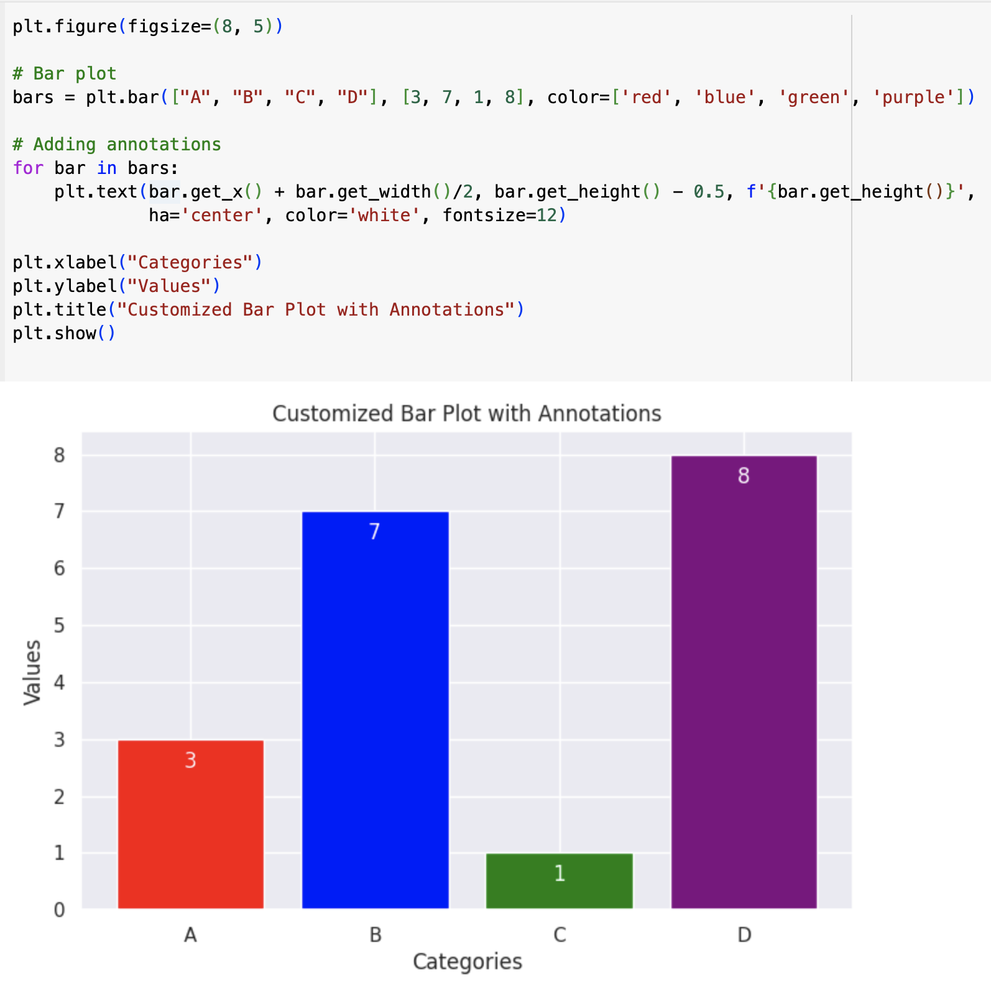 plt.figure(figsize=(8, 5))
# Bar plot
bars = plt.bar(["A", "B", "C", "D"], [3, 7, 1, 8], color=['red', 'blue', 'green', 'purple'])
# Adding annotations
for bar in bars:
    plt.text(bar.get_x() + bar.get_width()/2, bar.get_height() - 0.5, f'{bar.get_height()}',
             ha='center', color='white', fontsize=12)
plt.xlabel("Categories")
plt.ylabel("Values")
plt.title("Customized Bar Plot with Annotations")
plt.show()
Customized Bar Plot with Annotations
8
7
6
5
4
3
2
1
0
Values
3
7
1
8
A B C D
Categories